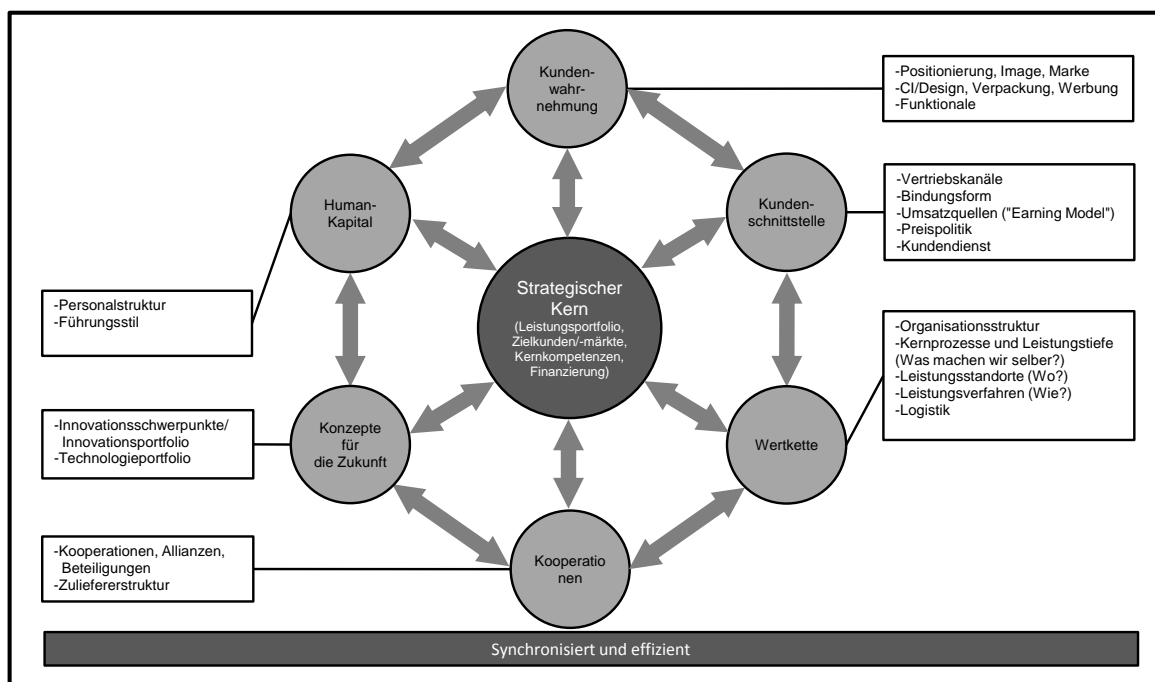 Kunden-
wahr-
nehmung
-Positionierung, Image, Marke
-CI/Design, Verpackung, Werbung
-Funktionale
Human-
Kapital
Kunden-
schnittstelle
-Vertriebskanäle
-Bindungsform
-Umsatzquellen ("Earning Model")
-Preispolitik
-Kundendienst
Strategischer
Kern
(Leistungsportfolio,
Zielkunden/-märkte,
Kernkompetenzen,
Finanzierung)
-Personalstruktur
-Führungsstil
-Organisationsstruktur
-Kernprozesse und Leistungstiefe
(Was machen wir selber?)
-Leistungsstandorte (Wo?)
-Leistungsverfahren (Wie?)
-Logistik
-Innovationsschwerpunkte/
Innovationsportfolio
-Technologieportfolio
Konzepte
für
die Zukunft
Wertkette
-Kooperationen, Allianzen,
Beteiligungen
-Zuliefererstruktur
Kooperatio
nen
Synchronisiert und effizient